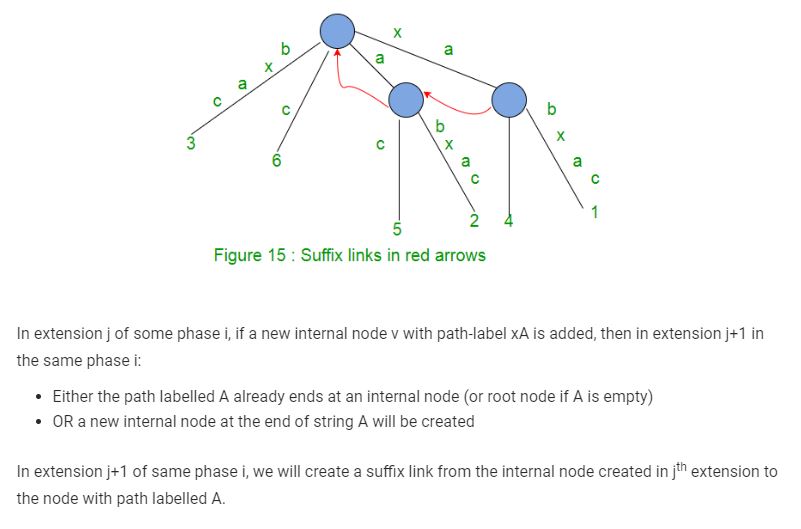 x
a
b
x
a
c
a
c
b
x
a
c
c
b
x
a
c
3
6
5
2
4
1
Figure 15 : Suffix links in red arrows
In extension j of some phase i, if a new internal node v with path-label xA is added, then in extension j+1 in
the same phase i:
• Either the path labelled A already ends at an internal node (or root node if A is empty)
• OR a new internal node at the end of string A will be created
In extension j+1 of same phase i, we will create a suffix link from the internal node created in jth extension to
the node with path labelled A.